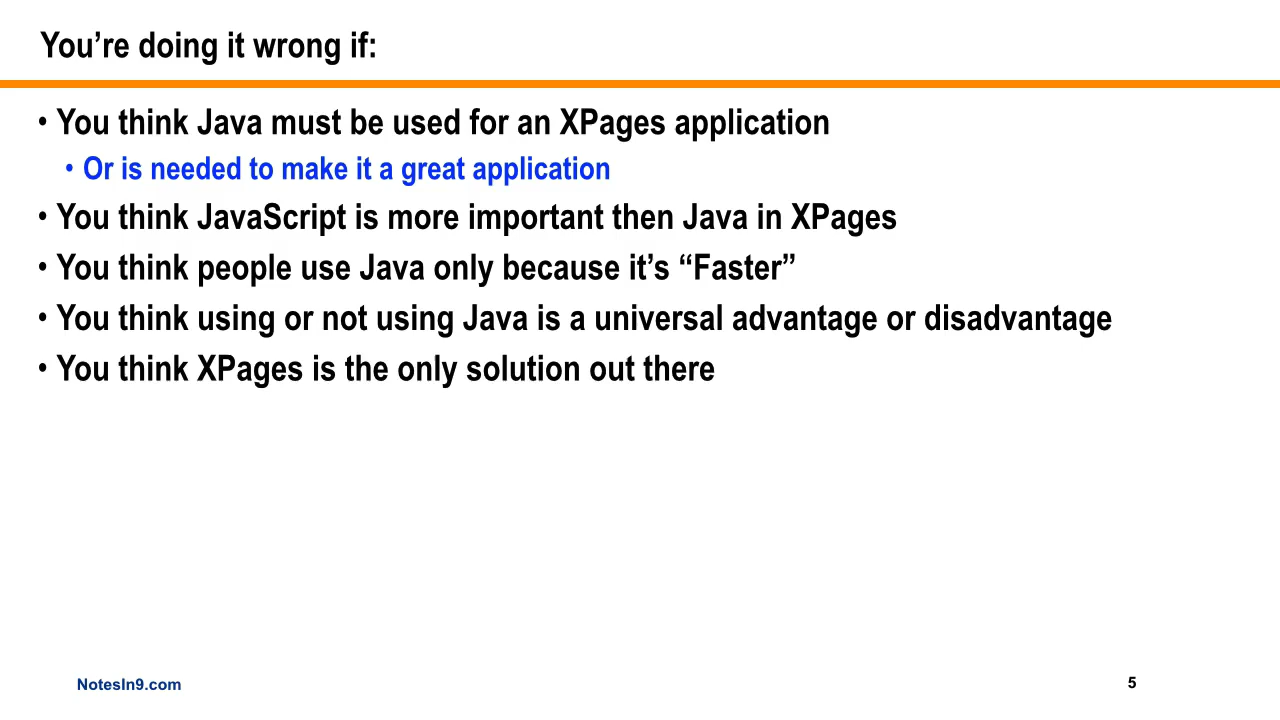 You’re doing it wrong if:
• You think Java must be used for an XPages application
• Or is needed to make it a great application
• You think JavaScript is more important then Java in XPages
• You think people use Java only because it’s “Faster”
• You think using or not using Java is a universal advantage or disadvantage
• You think XPages is the only solution out there
NotesIn9.com
5